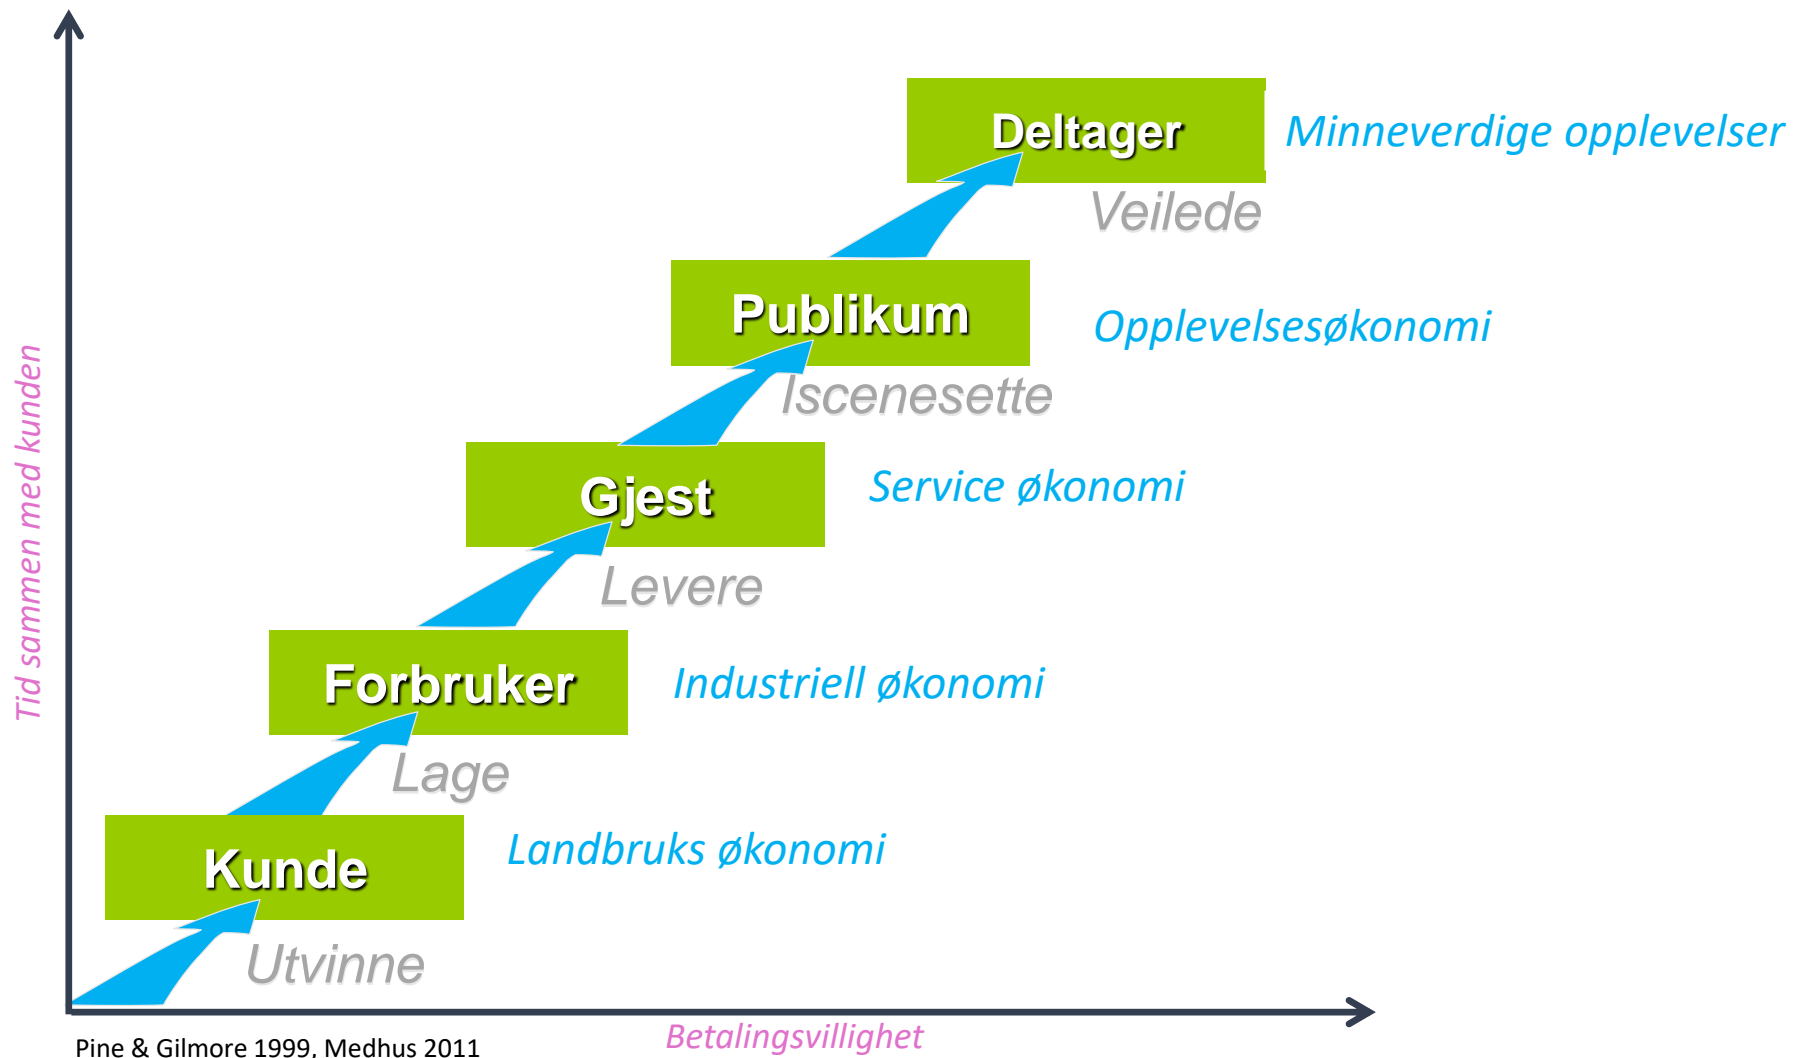 Deltager
Minneverdige opplevelser
Veilede
Publikum
Opplevelsesøkonomi
Iscenesette
Gjest
Service økonomi
Levere
Forbruker
Industriell økonomi
Lage
Kunde
Landbruks økonomi
Utvinne
Tid sammen med kunden
Betalingsvillighet
Pine & Gilmore 1999, Medhus 2011